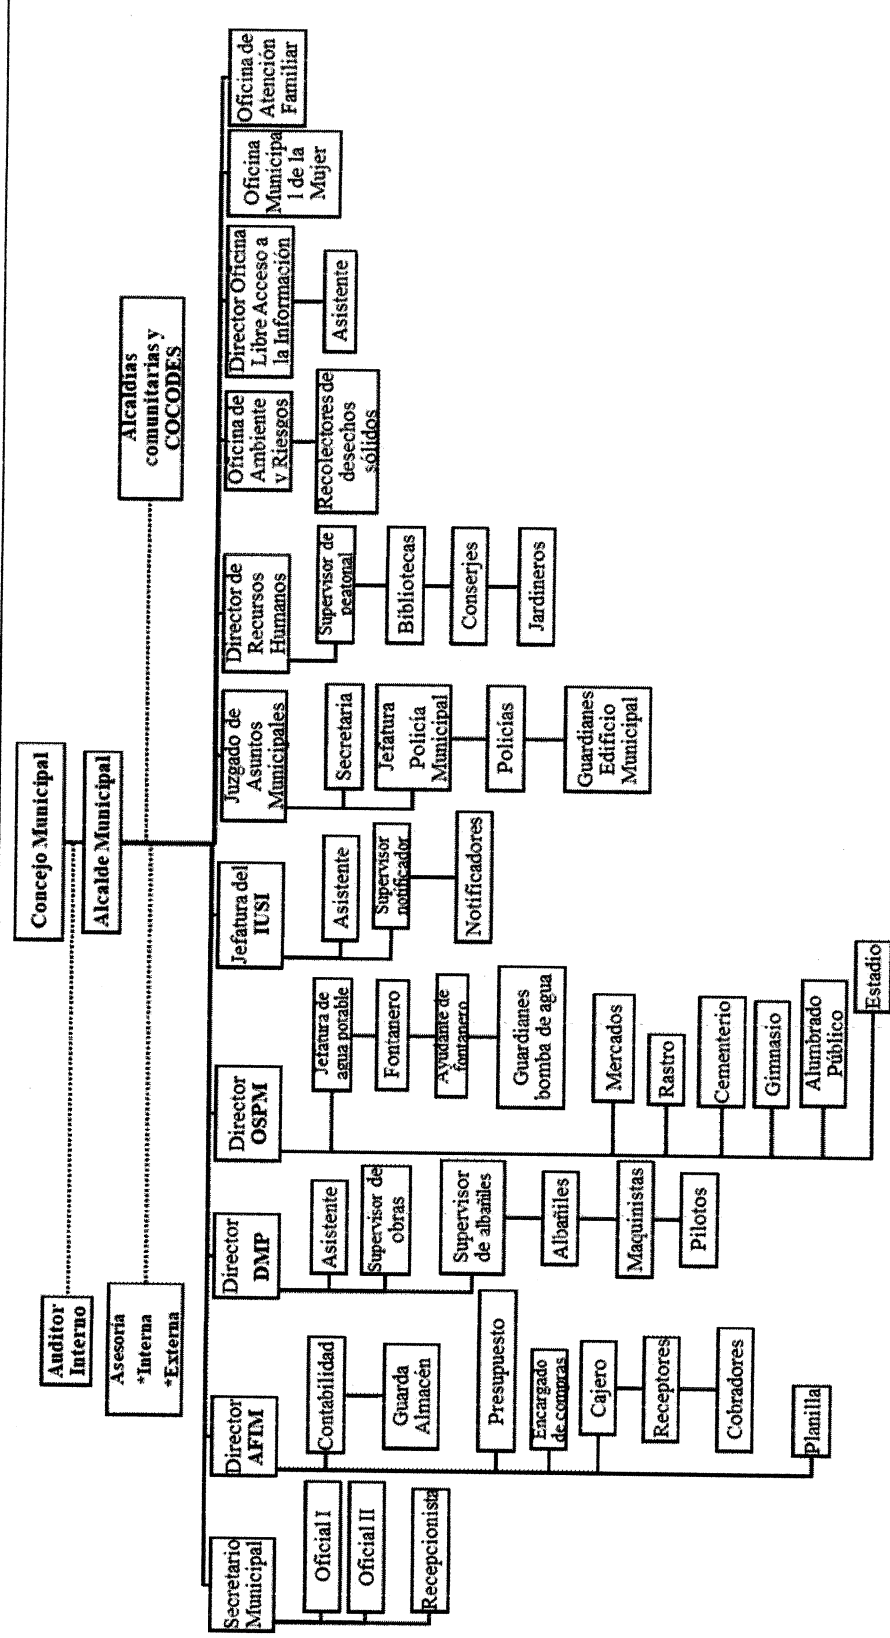 Concejo Municipal
Alcalde Municipal
Auditor
Interno
Asesoría
*Interna
*Externa
Alcaldías
comunitarias y
COCODES
Secretario
Municipal
Oficial I
Oficial II
Recepcionista
Director
AFIM
Contabilidad
Guarda
Almacén
Presupuesto
Encargado
de compras
Cajero
Receptores
Cobradores
Planilla
Director
DMP
Asistente
Supervisor de
obras
Supervisor
de albañiles
Albañiles
Maquinistas
Pilotos
Director
OSPM
Jefatura de
agua potable
Fontanero
Ayudante de
fontanero
Guardianes
bomba de agua
Mercados
Rastro
Cementerio
Gimnasio
Alumbrado
Público
Estadio
Jefatura del
IUSI
Asistente
Supervisor
notificador
Notificadores
Juzgado de
Asuntos
Municipales
Secretaria
Jefatura
Policía
Municipal
Policías
Guardianes
Edificio
Municipal
Director de
Recursos
Humanos
Supervisor de
peatonal
Bibliotecas
Conserjes
Jardineros
Oficina de
Ambiente
y Riesgos
Recolectores de
desechos
sólidos
Director Oficina
Libre Acceso a
la Información
Asistente
Oficina
Municipa
l de la
Mujer
Oficina de
Atención
Familiar